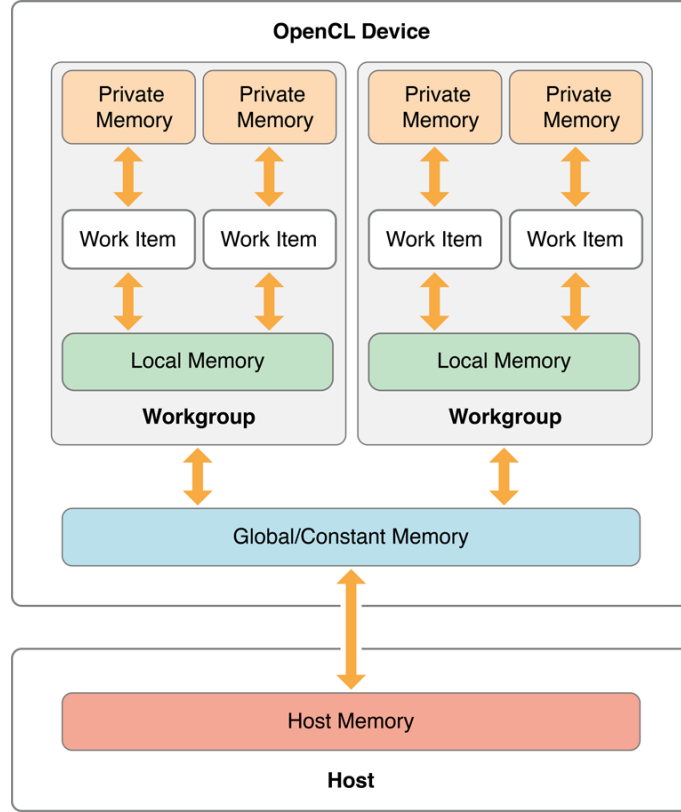 OpenCL Device
Private
Memory
Private
Memory
Private
Memory
Private
Memory
Work Item
Work Item
Work Item
Work Item
Local Memory
Local Memory
Workgroup
Workgroup
Global/Constant Memory
Host Memory
Host